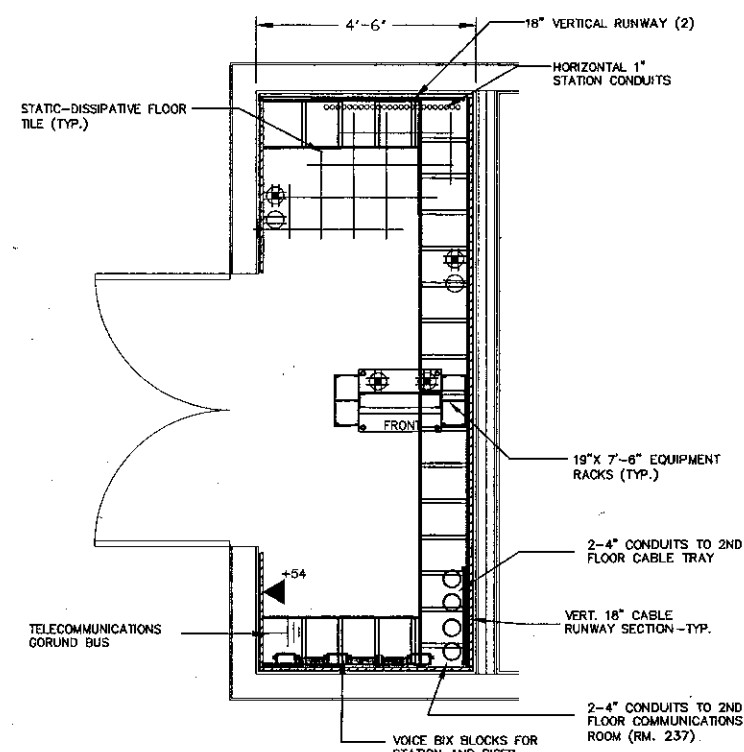 4'-6"
18" VERTICAL RUNWAY (2)
HORIZONTAL 1"
STATION CONDUITS
STATIC-DISSIPATIVE FLOOR
TILE (TYP.)
FRONT
19"X 7'-6" EQUIPMENT
RACKS (TYP.)
2-4" CONDUITS TO 2ND
FLOOR CABLE TRAY
+54
VERT. 18" CABLE
RUNWAY SECTION-TYP.
TELECOMMUNICATIONS
GORUND BUS
2-4" CONDUITS TO 2ND
FLOOR COMMUNICATIONS
ROOM (RM. 237)
VOICE BIX BLOCKS FOR
STATION AND RISER